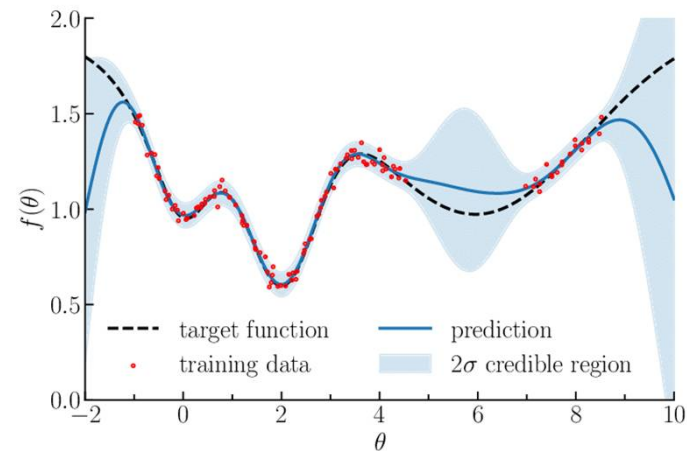 2.0
1.5
1.0
0.5
0.0
f(θ)
target function
prediction
training data
2σ credible region
−2 0 2 4 6 8 10
θ